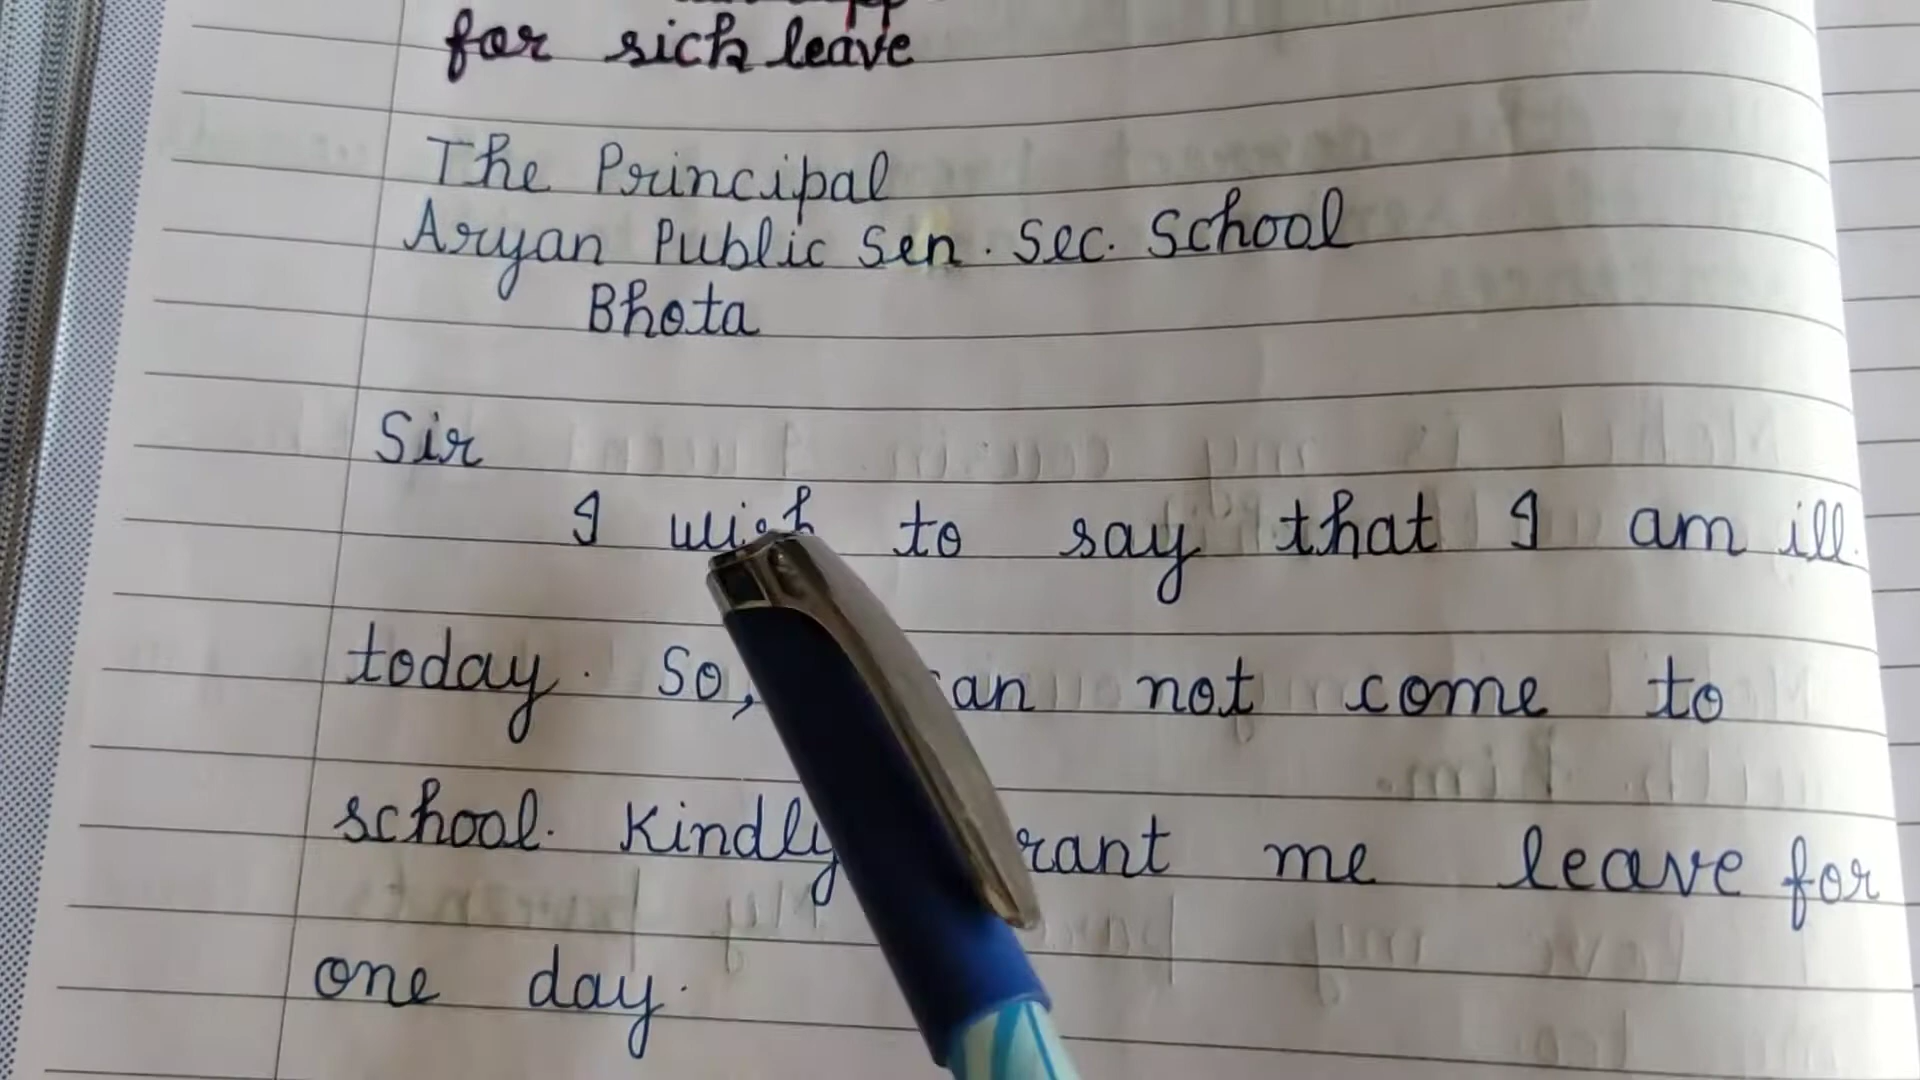 for sick leave
The Principal
Aryan Public Sen. Sec. School
Bhota
Sir
I wish to say that I am ill
today. So, not come to
school. Kindly me leave for
one day.